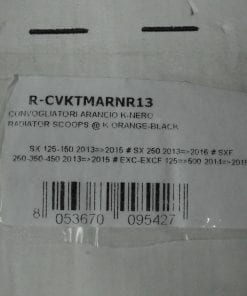 R-CVKTMARNR13
CONVOGLIATORI ARANCIO K-NERO
RADIATOR SCOOPS @ K ORANGE-BLACK
SX 125-150 2013=>2015 # SX 250 2013=>2016 # SXF
250-350-450 2013=>2015 # EXC-EXCF 125=>500 2014=>2016
8 053670 095427